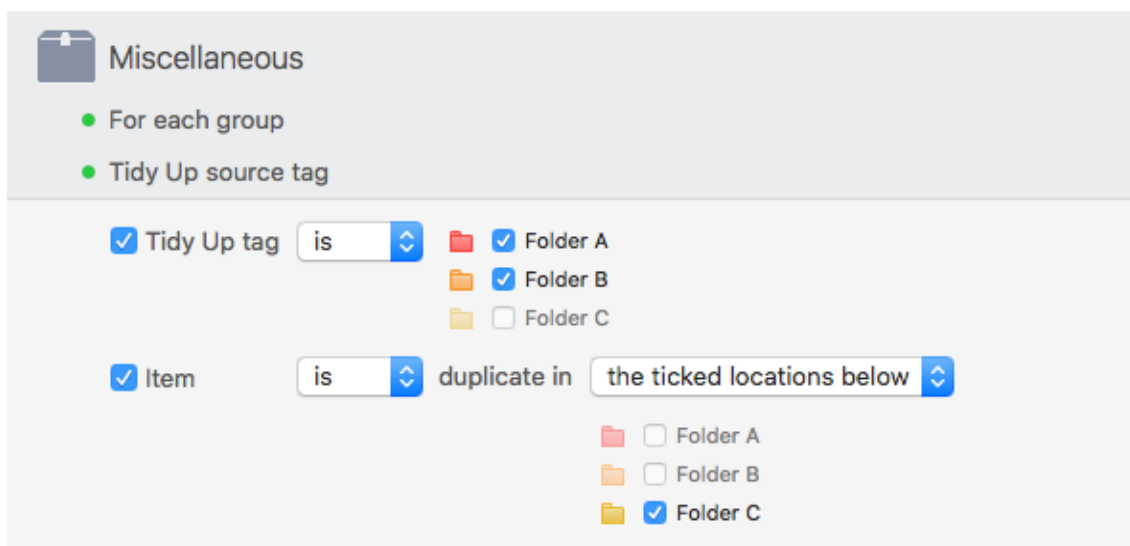 Miscellaneous
For each group
Tidy Up source tag
Tidy Up tag is Folder A
Folder B
Folder C
Item is duplicate in the ticked locations below
Folder A
Folder B
Folder C